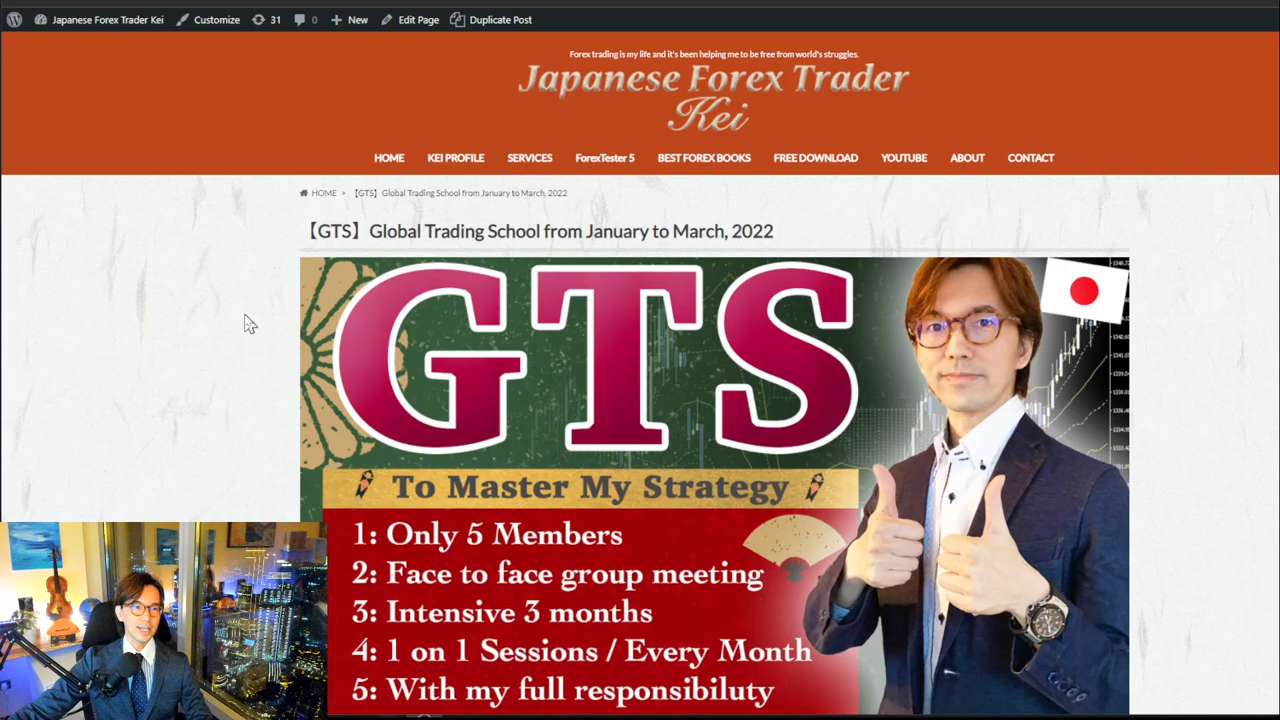 Japanese Forex Trader Kei Customize 31 0 New Edit Page Duplicate Post
Forex trading is my life and it's been helping me to be free from world's struggles.
Japanese Forex Trader
Kei
HOME KEI PROFILE SERVICES ForexTester 5 BEST FOREX BOOKS FREE DOWNLOAD YOUTUBE ABOUT CONTACT
HOME > 【GTS】Global Trading School from January to March, 2022
【GTS】Global Trading School from January to March, 2022
GTS
To Master My Strategy
1: Only 5 Members
2: Face to face group meeting
3: Intensive 3 months
4: 1 on 1 Sessions / Every Month
5: With my full responsibiluty